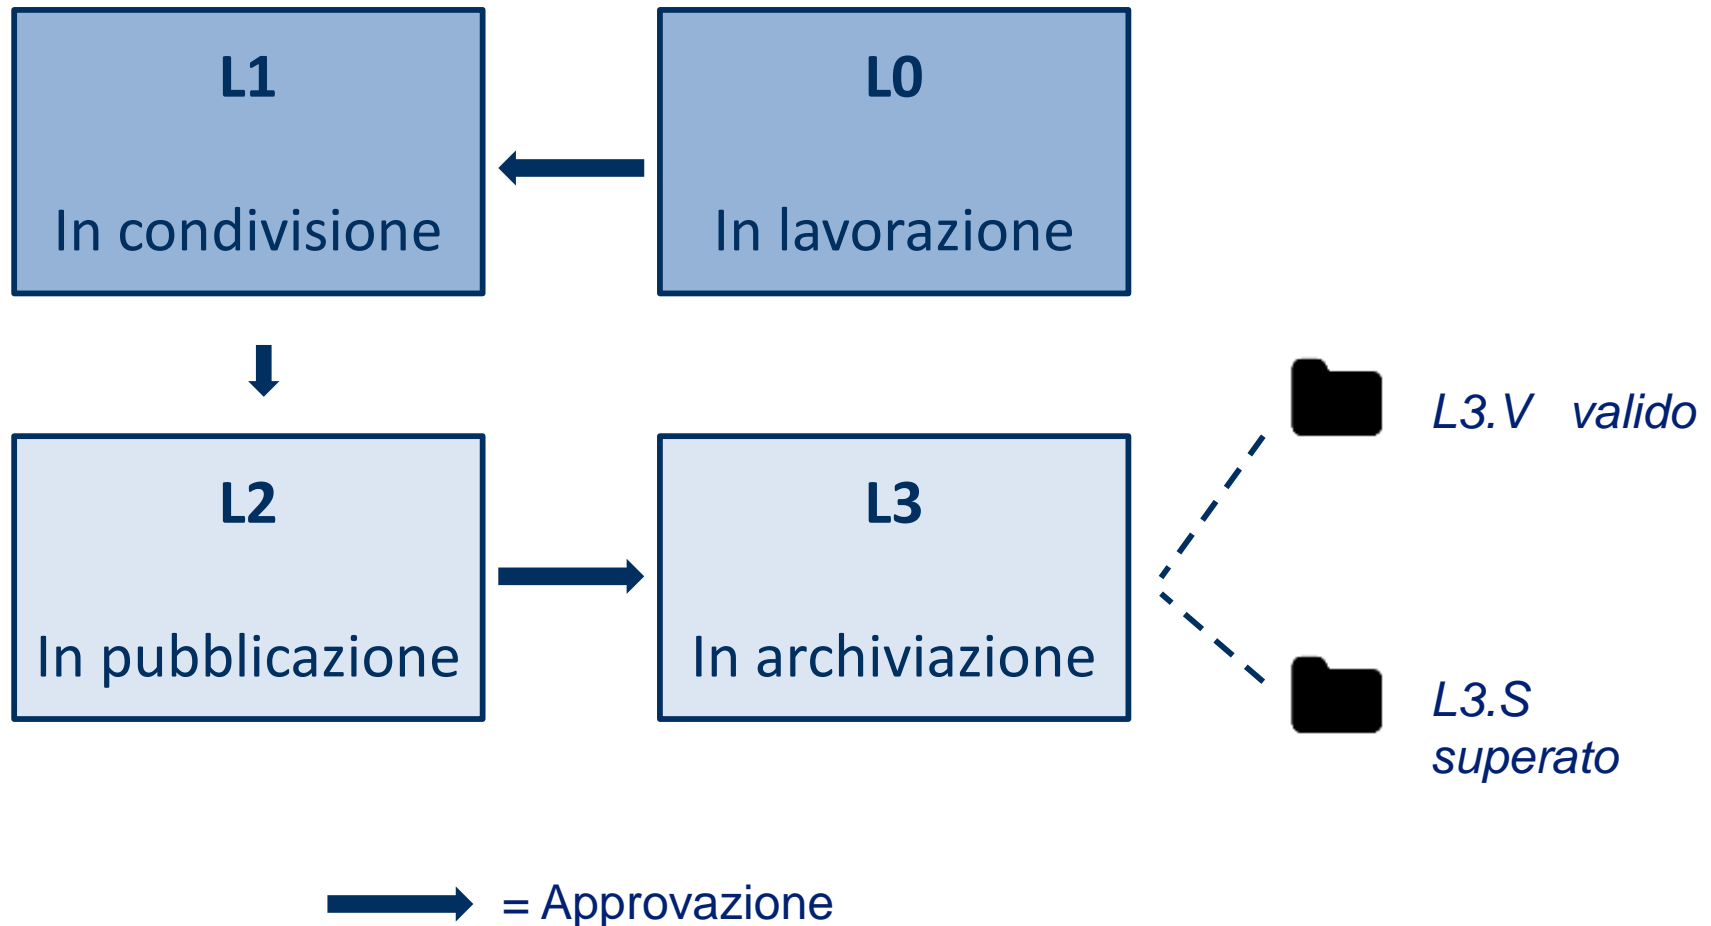 L1
In condivisione
L0
In lavorazione
L2
In pubblicazione
L3
In archiviazione
L3.V valido
L3.S
superato
= Approvazione